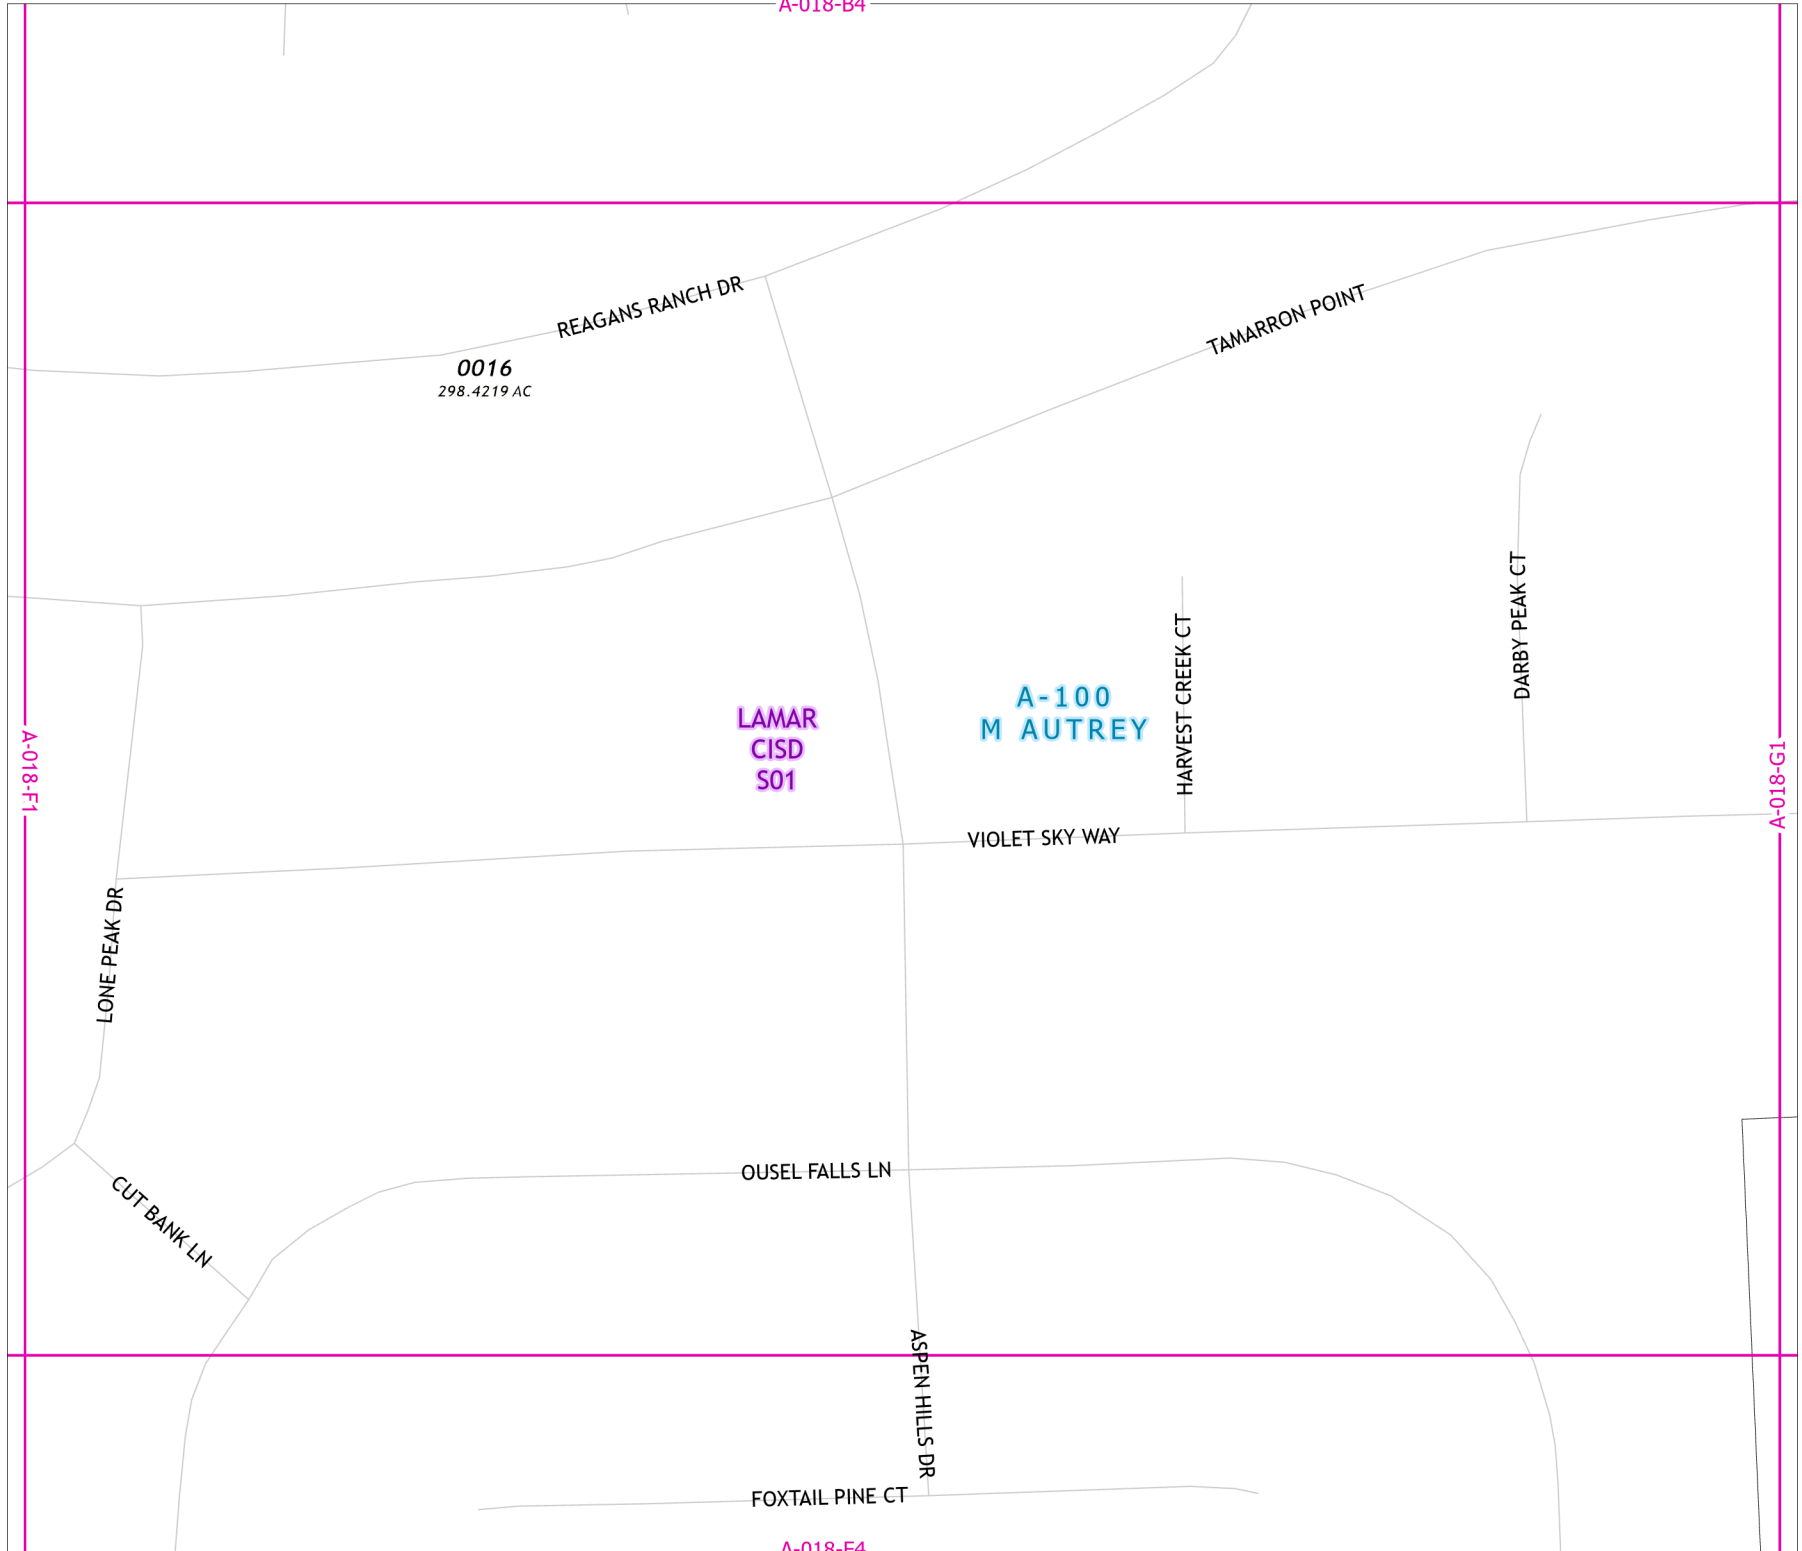 A-018-B4
REAGANS RANCH DR
TAMARRON POINT
0016
298.4219 AC
DARBY PEAK CT
HARVEST CREEK CT
LAMAR
CISD
S01
A-100
M AUTREY
A-018-F1
A-018-G1
VIOLET SKY WAY
LONE PEAK DR
OUSEL FALLS LN
CUT BANK LN
ASPEN HILLS DR
FOXTAIL PINE CT